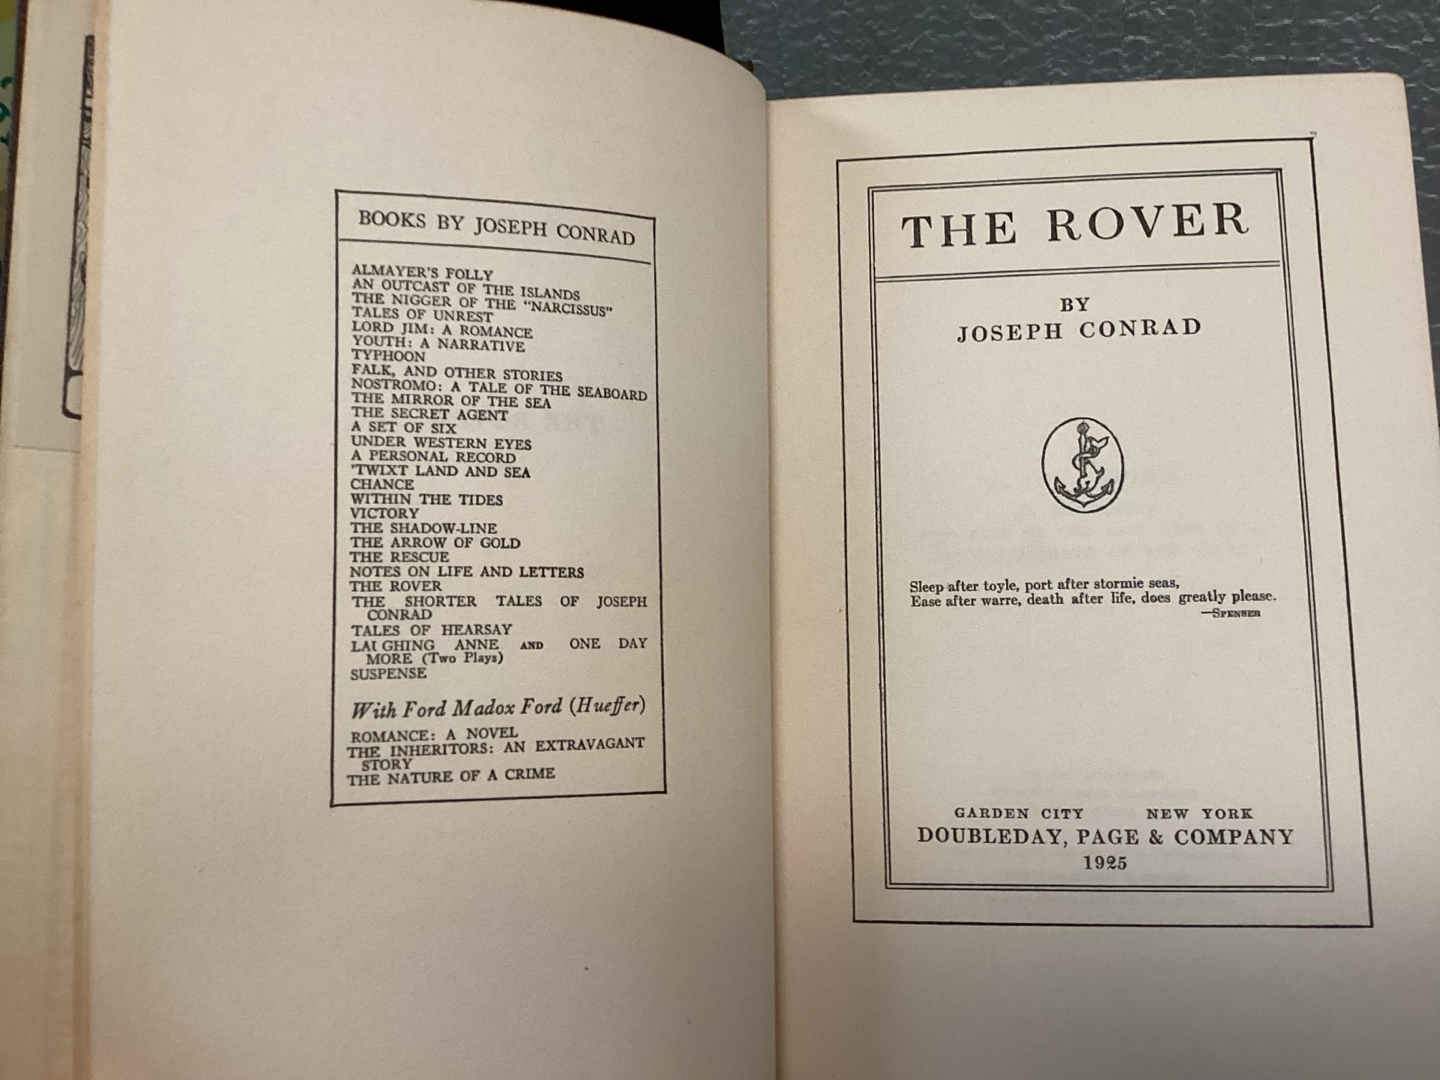 BOOKS BY JOSEPH CONRAD
ALMAYER'S FOLLY
AN OUTCAST OF THE ISLANDS
THE NIGGER OF THE "NARCISSUS"
TALES OF UNREST
LORD JIM: A ROMANCE
YOUTH: A NARRATIVE
TYPHOON
FALK, AND OTHER STORIES
NOSTROMO: A TALE OF THE SEABOARD
THE MIRROR OF THE SEA
THE SECRET AGENT
A SET OF SIX
UNDER WESTERN EYES
A PERSONAL RECORD
'TWIXT LAND AND SEA
CHANCE
WITHIN THE TIDES
VICTORY
THE SHADOW-LINE
THE ARROW OF GOLD
THE RESCUE
NOTES ON LIFE AND LETTERS
THE ROVER
THE SHORTER TALES OF JOSEPH
CONRAD
TALES OF HEARSAY
LAUGHING ANNE AND ONE DAY
MORE (Two Plays)
SUSPENSE
With Ford Madox Ford (Hueffer)
ROMANCE: A NOVEL
THE INHERITORS: AN EXTRAVAGANT
STORY
THE NATURE OF A CRIME
THE ROVER
BY
JOSEPH CONRAD
Sleep after toyle, port after stormie seas,
Ease after warre, death after life, does greatly please.
—SPENSER
GARDEN CITY NEW YORK
DOUBLEDAY, PAGE & COMPANY
1925